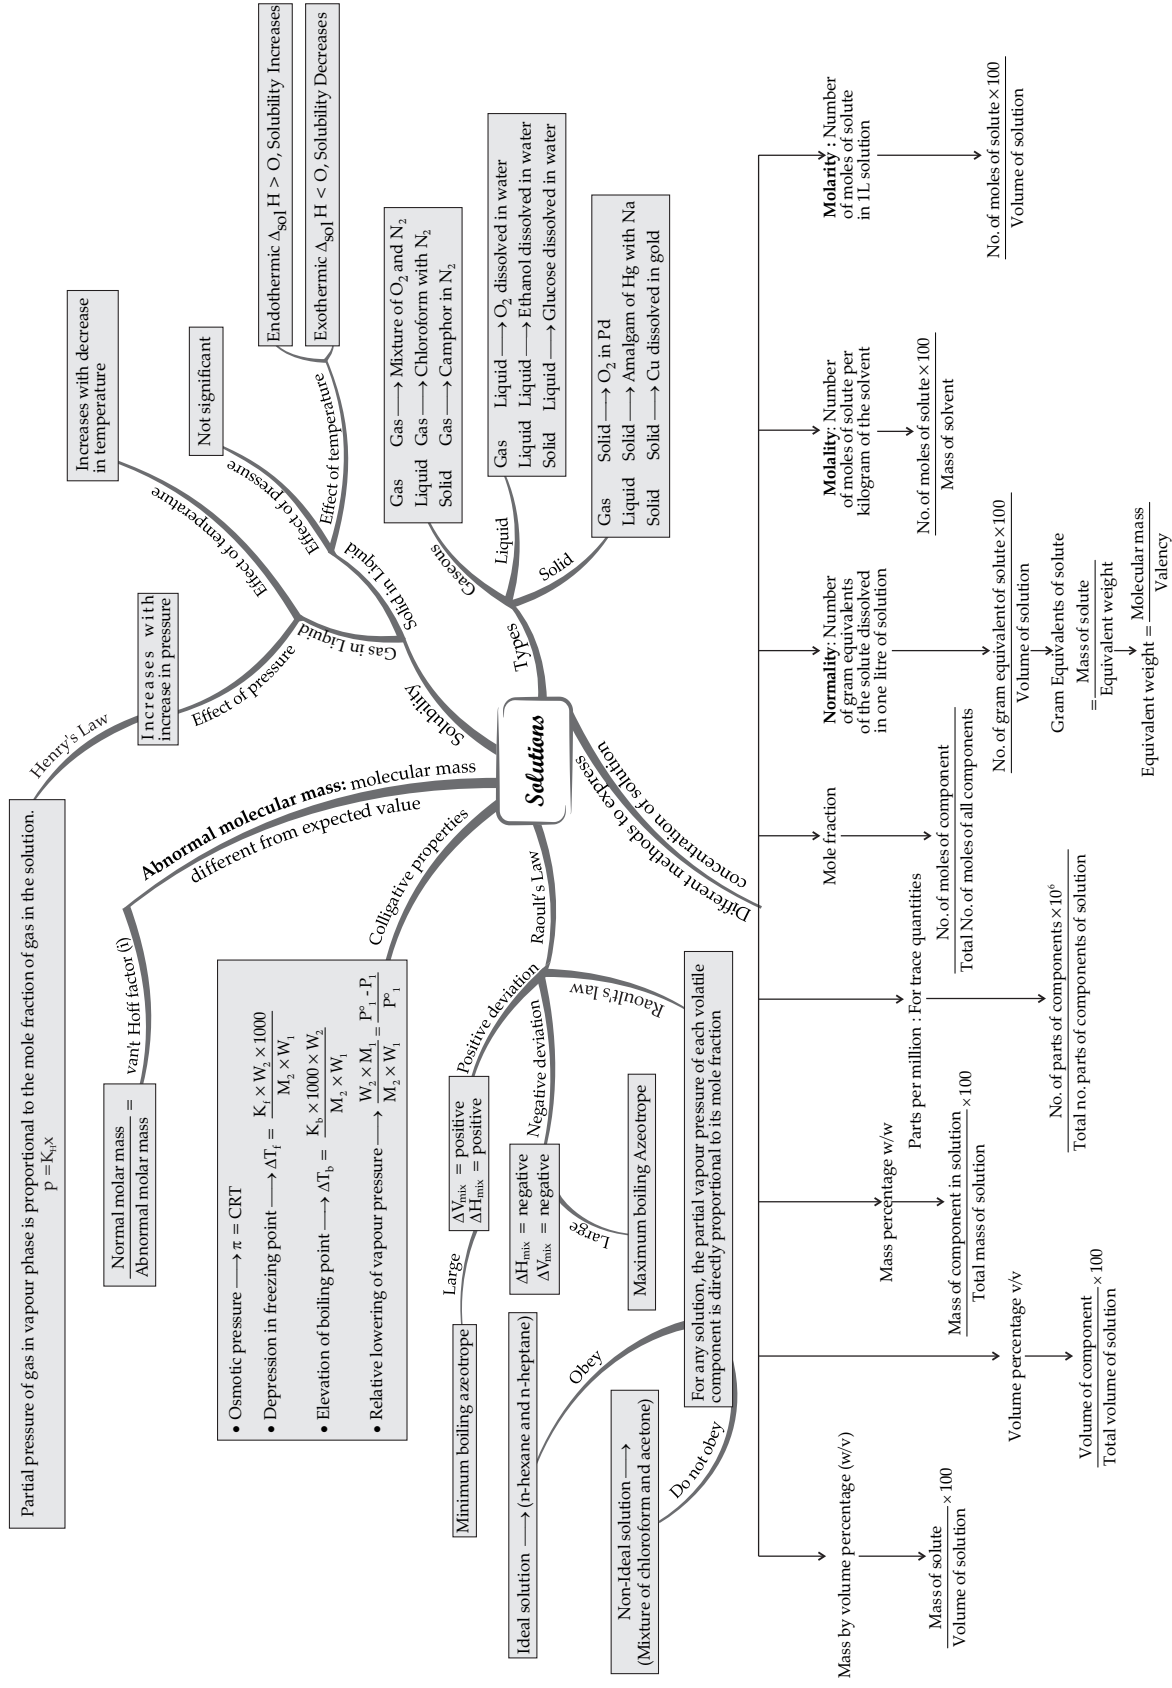 Solutions
Solubility
Gas in Liquid
Effect of pressure
Increases with
increase in pressure
Henry's Law
Partial pressure of gas in vapour phase is proportional to the mole fraction of gas in the solution.
p = K_H x
Effect of temperature
Increases with decrease
in temperature
Solid in Liquid
Effect of pressure
Not significant
Effect of temperature
Endothermic Δ_sol H > O, Solubility Increases
Exothermic Δ_sol H < O, Solubility Decreases
Types
Gaseous
Gas Gas ⟶ Mixture of O₂ and N₂
Liquid Gas ⟶ Chloroform with N₂
Solid Gas ⟶ Camphor in N₂
Liquid
Gas Liquid ⟶ O₂ dissolved in water
Liquid Liquid ⟶ Ethanol dissolved in water
Solid Liquid ⟶ Glucose dissolved in water
Solid
Gas Solid ⟶ O₂ in Pd
Liquid Solid ⟶ Amalgam of Hg with Na
Solid Solid ⟶ Cu dissolved in gold
Abnormal molecular mass: molecular mass
different from expected value
van't Hoff factor (i)
Normal molar mass
Abnormal molar mass =
Colligative properties
• Osmotic pressure ⟶ π = CRT
• Depression in freezing point ⟶ ΔT_f = K_f × W₂ × 1000 / M₂ × W₁
• Elevation of boiling point ⟶ ΔT_b = K_b × 1000 × W₂ / M₂ × W₁
• Relative lowering of vapour pressure ⟶ W₂ × M₁ / M₂ × W₁ = P°₁ - P₁ / P°₁
Raoult's Law
Positive deviation
ΔV_mix = positive
ΔH_mix = positive
Large
Minimum boiling azeotrope
Negative deviation
ΔH_mix = negative
ΔV_mix = negative
Large
Maximum boiling Azeotrope
Raoult's law
For any solution, the partial vapour pressure of each volatile
component is directly proportional to its mole fraction
Obey
Ideal solution ⟶ (n-hexane and n-heptane)
Do not obey
Non-Ideal solution ⟶
(Mixture of chloroform and acetone)
Different methods to express
concentration of solution
Mass by volume percentage (w/v)
Mass of solute
Volume of solution ×100
Volume percentage v/v
Volume of component
Total volume of solution ×100
Mass percentage w/w
Mass of component in solution
Total mass of solution ×100
Parts per million : For trace quantities
No. of parts of components ×10⁶
Total no. parts of components of solution
Mole fraction
No. of moles of component
Total No. of moles of all components
Normality: Number
of gram equivalents
of the solute dissolved
in one litre of solution
No. of gram equivalent of solute ×100
Volume of solution
Gram Equivalents of solute
= Mass of solute
Equivalent weight
Equivalent weight = Molecular mass
Valency
Molality: Number
of moles of solute per
kilogram of the solvent
No. of moles of solute ×100
Mass of solvent
Molarity : Number
of moles of solute
in 1L solution
No. of moles of solute ×100
Volume of solution